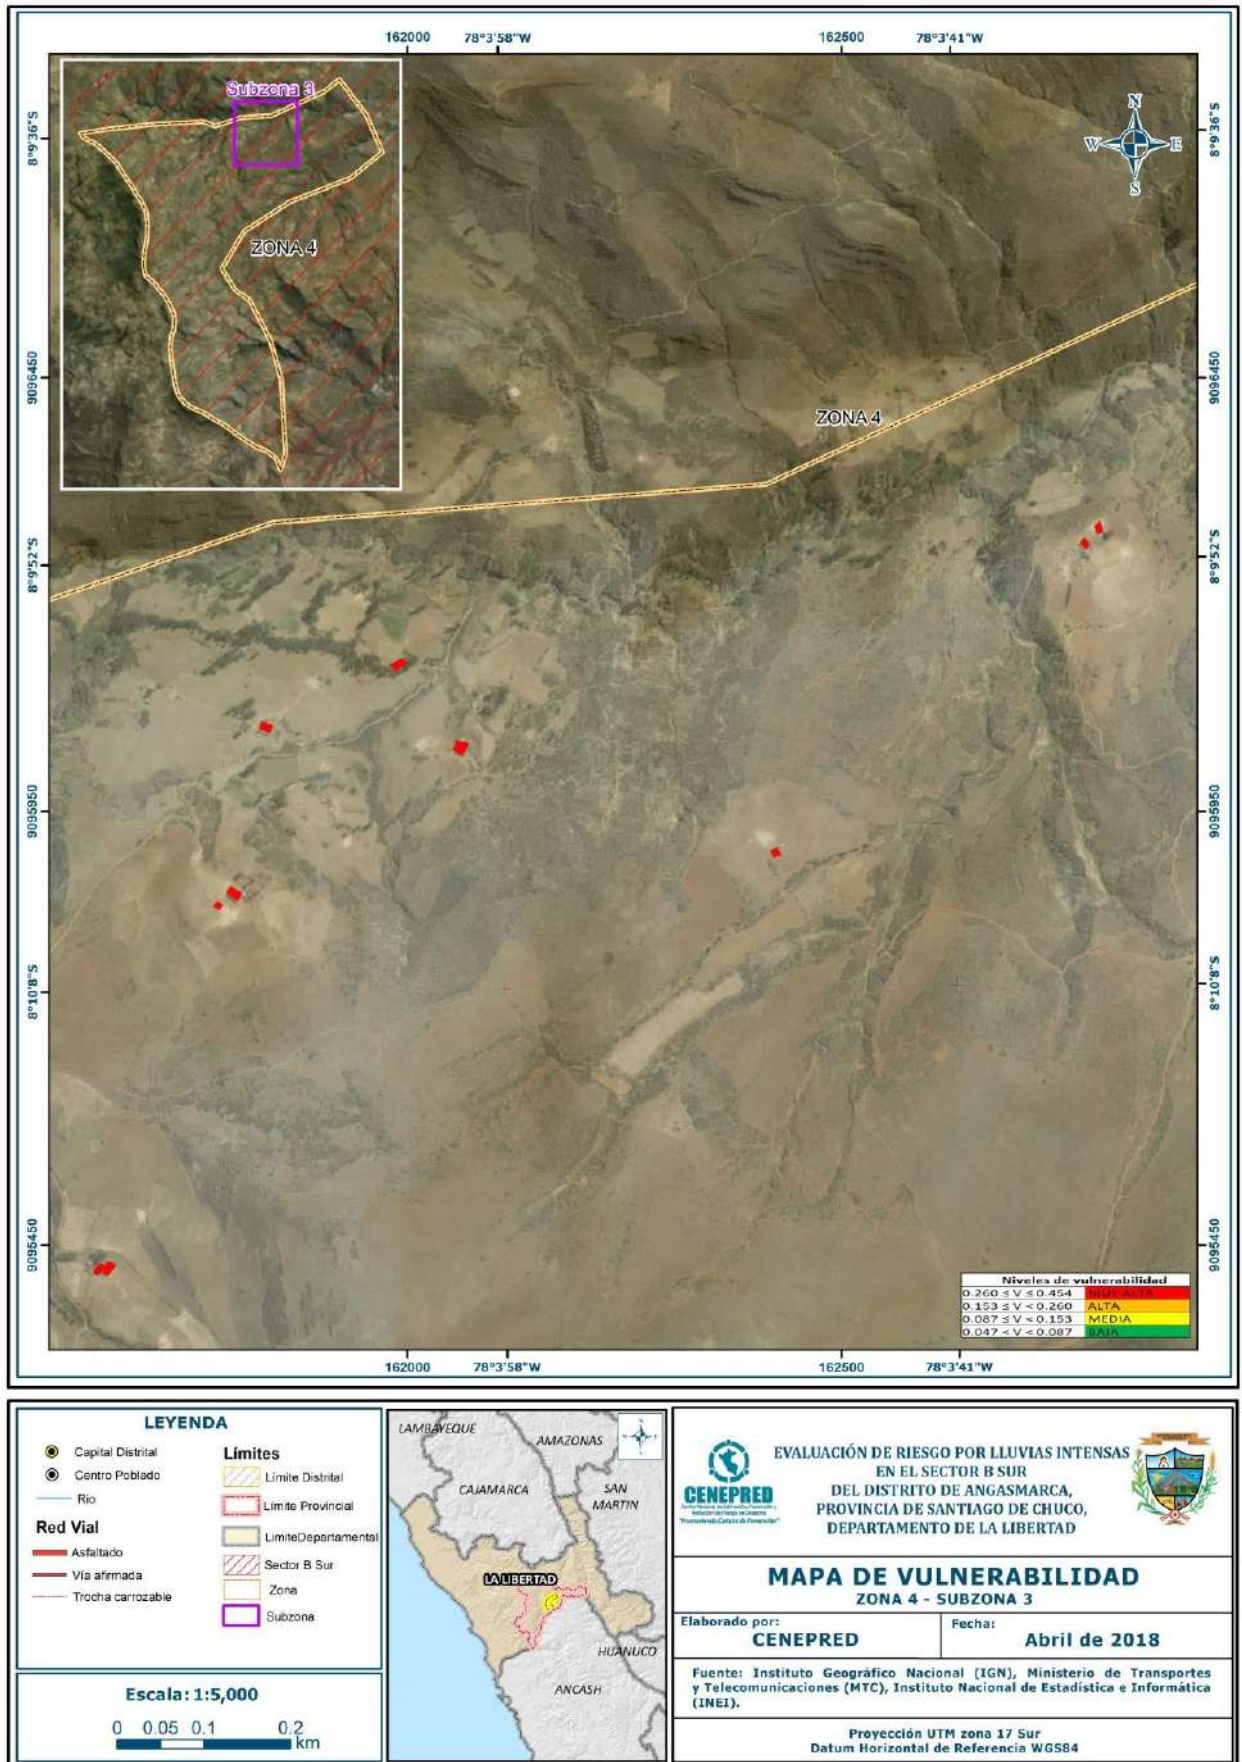 162000
78°3'58"W
162500
78°3'41"W
Subzona 3
ZONA 4
N
W
E
S
8°9'36"S
8°9'36"S
9096450
9096450
ZONA 4
8°9'52"S
8°9'52"S
9095950
9095950
8°10'8"S
8°10'8"S
9095450
9095450
Niveles de vulnerabilidad
0.260 ≤ V ≤ 0.454 MUY ALTA
0.153 ≤ V < 0.260 ALTA
0.087 ≤ V < 0.153 MEDIA
0.047 < V < 0.087 BAJA
162000
78°3'58"W
162500
78°3'41"W
LEYENDA
Capital Distrital
Centro Poblado
Rio
Red Vial
Asfaltado
Vía afirmada
Trocha carrozable
Límites
Límite Distrital
Límite Provincial
LimiteDepartamental
Sector B Sur
Zona
Subzona
Escala: 1:5,000
0 0.05 0.1 0.2
km
LAMBAYEQUE
AMAZONAS
CAJAMARCA
SAN
MARTIN
LA LIBERTAD
HUANUCO
ANCASH
CENEPRED
EVALUACIÓN DE RIESGO POR LLUVIAS INTENSAS
EN EL SECTOR B SUR
DEL DISTRITO DE ANGASMARCA,
PROVINCIA DE SANTIAGO DE CHUCO,
DEPARTAMENTO DE LA LIBERTAD
MAPA DE VULNERABILIDAD
ZONA 4 - SUBZONA 3
Elaborado por:
CENEPRED
Fecha:
Abril de 2018
Fuente: Instituto Geográfico Nacional (IGN), Ministerio de Transportes
y Telecomunicaciones (MTC), Instituto Nacional de Estadística e Informática
(INEI).
Proyección UTM zona 17 Sur
Datum Horizontal de Referencia WGS84